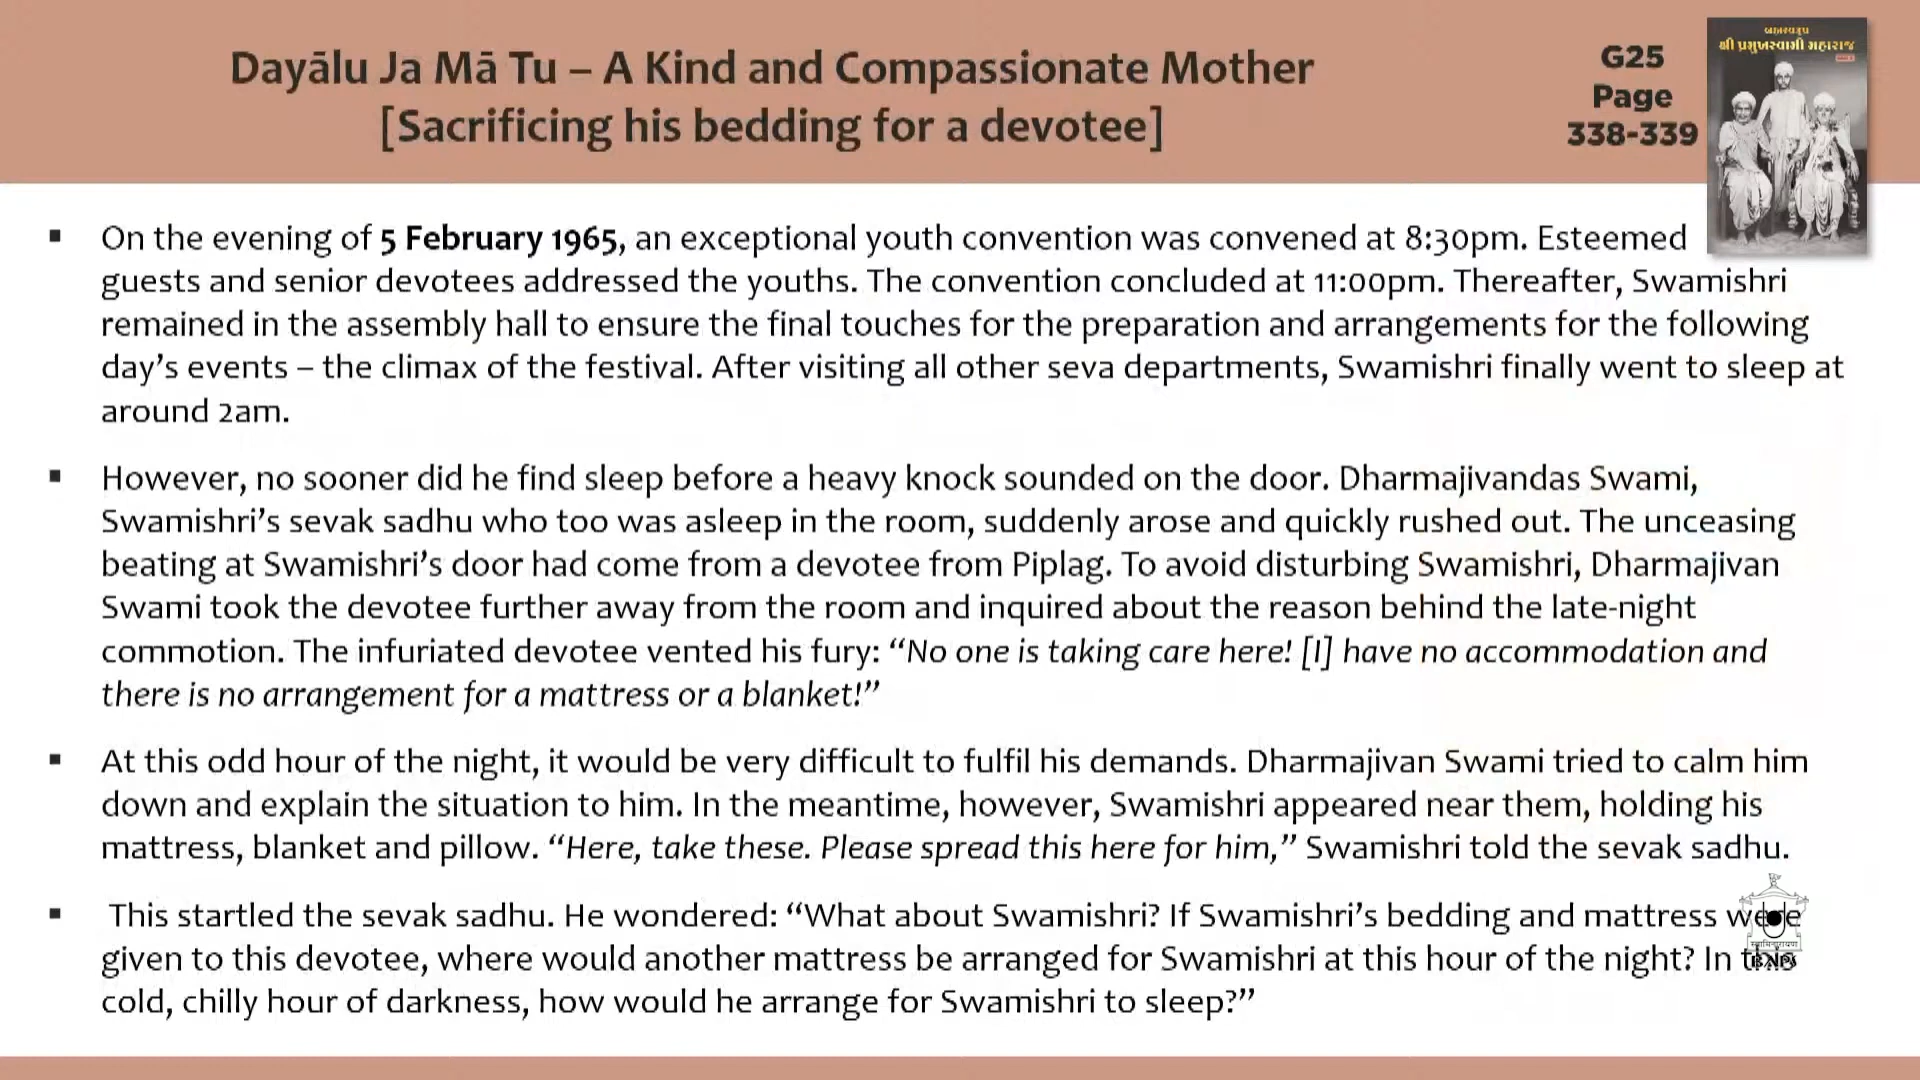 Dayālu Ja Mā Tu – A Kind and Compassionate Mother
[Sacrificing his bedding for a devotee]
G25
Page
338-339
બ્રહ્મસ્વરૂપ
શ્રી પ્રમુખસ્વામી મહારાજ
▪ On the evening of 5 February 1965, an exceptional youth convention was convened at 8:30pm. Esteemed
guests and senior devotees addressed the youths. The convention concluded at 11:00pm. Thereafter, Swamishri
remained in the assembly hall to ensure the final touches for the preparation and arrangements for the following
day’s events – the climax of the festival. After visiting all other seva departments, Swamishri finally went to sleep at
around 2am.
▪ However, no sooner did he find sleep before a heavy knock sounded on the door. Dharmajivandas Swami,
Swamishri’s sevak sadhu who too was asleep in the room, suddenly arose and quickly rushed out. The unceasing
beating at Swamishri’s door had come from a devotee from Piplag. To avoid disturbing Swamishri, Dharmajivan
Swami took the devotee further away from the room and inquired about the reason behind the late-night
commotion. The infuriated devotee vented his fury: “No one is taking care here! [I] have no accommodation and
there is no arrangement for a mattress or a blanket!”
▪ At this odd hour of the night, it would be very difficult to fulfil his demands. Dharmajivan Swami tried to calm him
down and explain the situation to him. In the meantime, however, Swamishri appeared near them, holding his
mattress, blanket and pillow. “Here, take these. Please spread this here for him,” Swamishri told the sevak sadhu.
▪ This startled the sevak sadhu. He wondered: “What about Swamishri? If Swamishri’s bedding and mattress were
given to this devotee, where would another mattress be arranged for Swamishri at this hour of the night? In this
cold, chilly hour of darkness, how would he arrange for Swamishri to sleep?”
स्वामिनारायण
BAPS